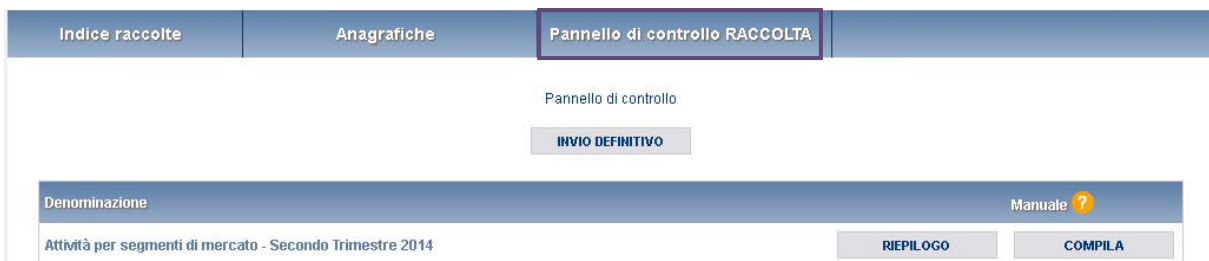 Indice raccolte Anagrafiche Pannello di controllo RACCOLTA
Pannello di controllo
INVIO DEFINITIVO
Denominazione Manuale ?
Attività per segmenti di mercato - Secondo Trimestre 2014 RIEPILOGO COMPILA